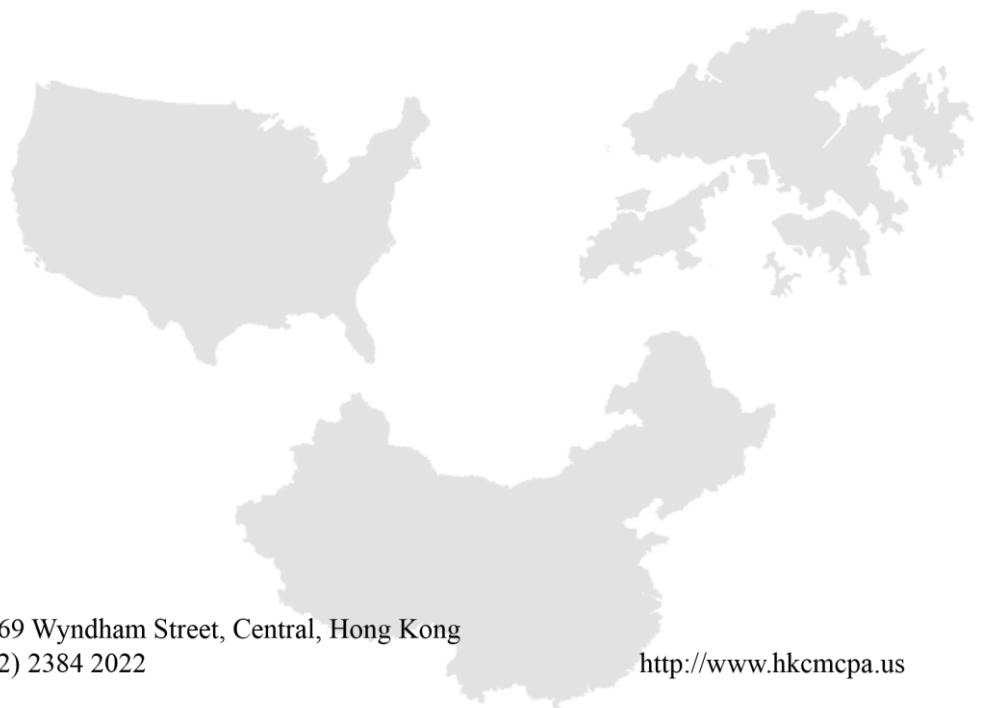 69 Wyndham Street, Central, Hong Kong
2) 2384 2022 http://www.hkcmcpa.us